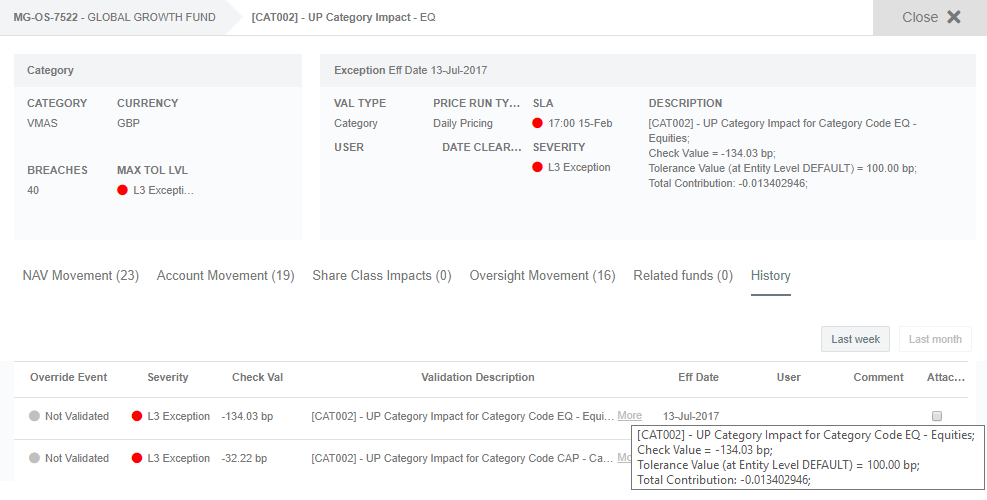 MG-OS-7522 - GLOBAL GROWTH FUND [CAT002] - UP Category Impact - EQ Close
Category
CATEGORY CURRENCY
VMAS GBP
BREACHES MAX TOL LVL
40 L3 Excepti...
Exception Eff Date 13-Jul-2017
VAL TYPE PRICE RUN TY... SLA DESCRIPTION
Category Daily Pricing 17:00 15-Feb [CAT002] - UP Category Impact for Category Code EQ -
Equities;
USER DATE CLEAR... SEVERITY Check Value = -134.03 bp;
L3 Exception Tolerance Value (at Entity Level DEFAULT) = 100.00 bp;
Total Contribution: -0.013402946;
NAV Movement (23) Account Movement (19) Share Class Impacts (0) Oversight Movement (16) Related funds (0) History
Last week Last month
Override Event Severity Check Val Validation Description Eff Date User Comment Attac...
Not Validated L3 Exception -134.03 bp [CAT002] - UP Category Impact for Category Code EQ - Equi... More 13-Jul-2017
Not Validated L3 Exception -32.22 bp [CAT002] - UP Category Impact for Category Code CAP - Ca...
[CAT002] - UP Category Impact for Category Code EQ - Equities;
Check Value = -134.03 bp;
Tolerance Value (at Entity Level DEFAULT) = 100.00 bp;
Total Contribution: -0.013402946;